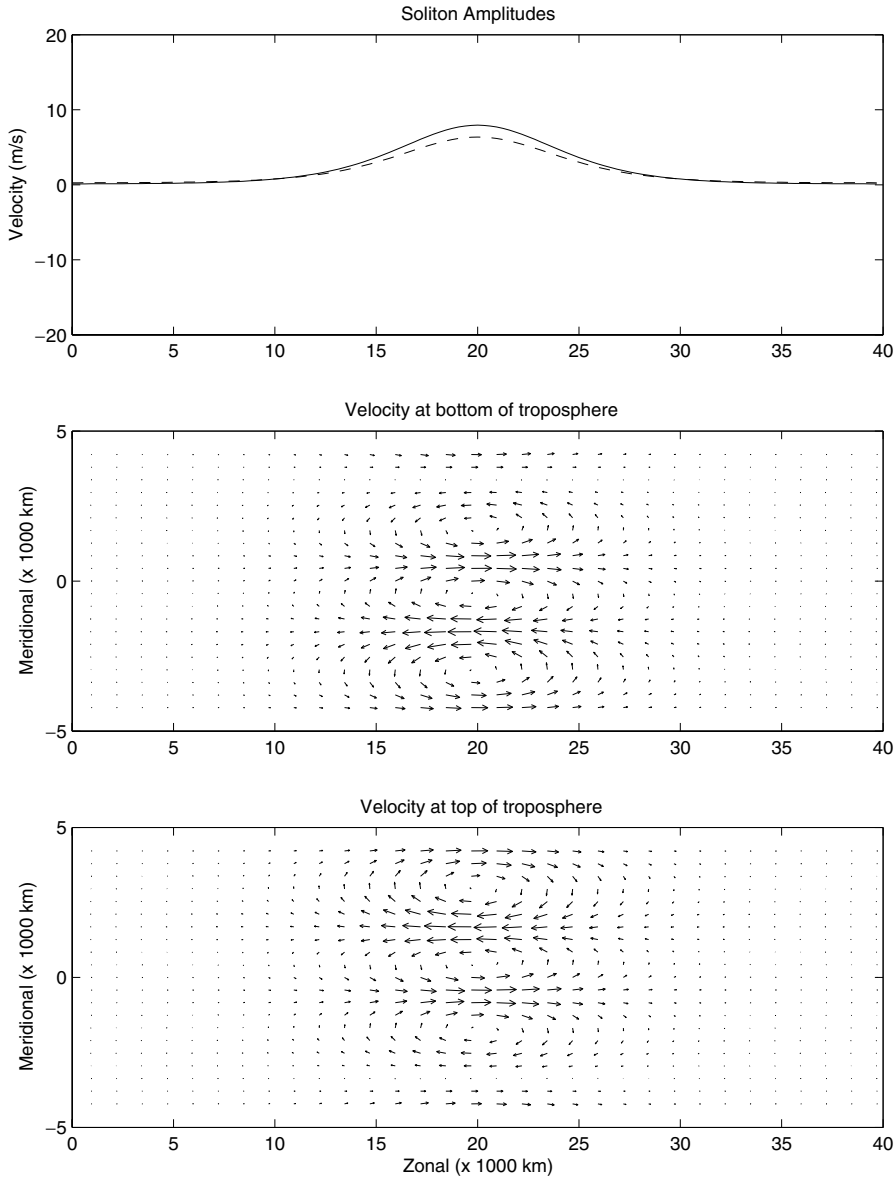 Soliton Amplitudes
20
10
0
−10
−20
Velocity (m/s)
0 5 10 15 20 25 30 35 40
Velocity at bottom of troposphere
5
0
−5
Meridional (x 1000 km)
0 5 10 15 20 25 30 35 40
Velocity at top of troposphere
5
0
−5
Meridional (x 1000 km)
0 5 10 15 20 25 30 35 40
Zonal (x 1000 km)